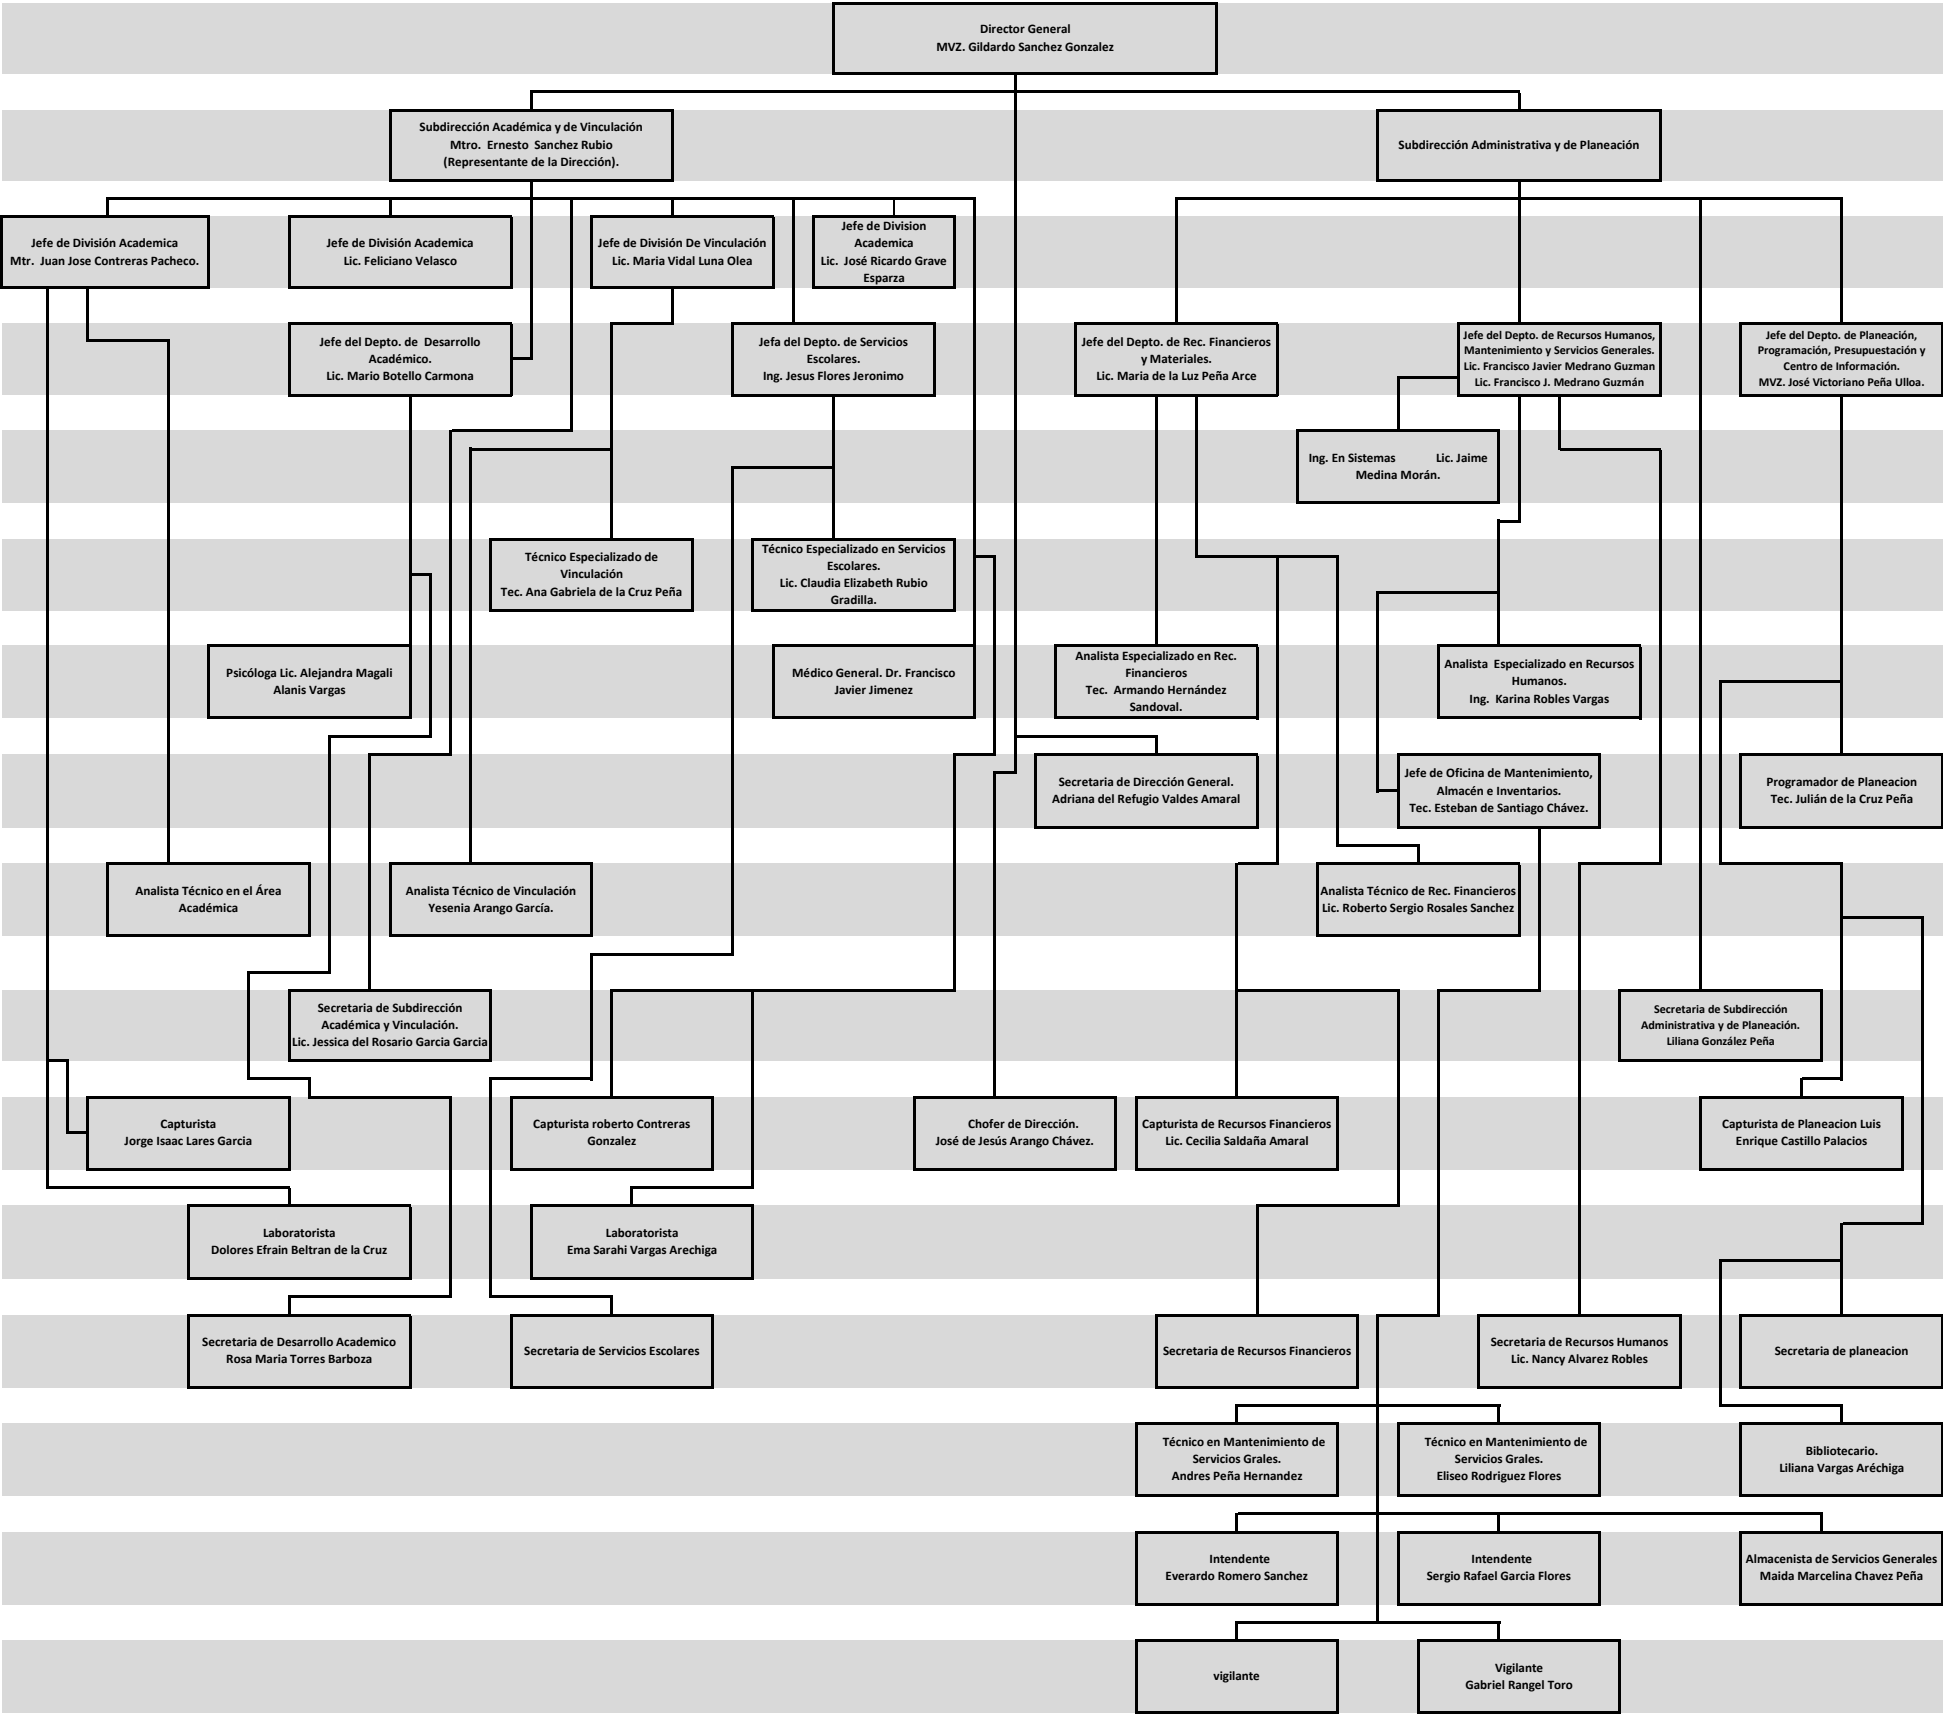 Director General
MVZ. Gildardo Sanchez Gonzalez
Subdirección Académica y de Vinculación
Mtro. Ernesto Sanchez Rubio
(Representante de la Dirección).
Subdirección Administrativa y de Planeación
Jefe de División Academica
Mtr. Juan Jose Contreras Pacheco.
Jefe de División Academica
Lic. Feliciano Velasco
Jefe de División De Vinculación
Lic. Maria Vidal Luna Olea
Jefe de Division
Academica
Lic. José Ricardo Grave
Esparza
Jefe del Depto. de Desarrollo
Académico.
Lic. Mario Botello Carmona
Jefa del Depto. de Servicios
Escolares.
Ing. Jesus Flores Jeronimo
Jefe del Depto. de Rec. Financieros
y Materiales.
Lic. Maria de la Luz Peña Arce
Jefe del Depto. de Recursos Humanos,
Mantenimiento y Servicios Generales.
Lic. Francisco Javier Medrano Guzman
Lic. Francisco J. Medrano Guzmán
Jefe del Depto. de Planeación,
Programación, Presupuestación y
Centro de Información.
MVZ. José Victoriano Peña Ulloa.
Ing. En Sistemas Lic. Jaime
Medina Morán.
Técnico Especializado de
Vinculación
Tec. Ana Gabriela de la Cruz Peña
Técnico Especializado en Servicios
Escolares.
Lic. Claudia Elizabeth Rubio
Gradilla.
Psicóloga Lic. Alejandra Magali
Alanis Vargas
Médico General. Dr. Francisco
Javier Jimenez
Analista Especializado en Rec.
Financieros
Tec. Armando Hernández
Sandoval.
Analista Especializado en Recursos
Humanos.
Ing. Karina Robles Vargas
Secretaria de Dirección General.
Adriana del Refugio Valdes Amaral
Jefe de Oficina de Mantenimiento,
Almacén e Inventarios.
Tec. Esteban de Santiago Chávez.
Programador de Planeacion
Tec. Julián de la Cruz Peña
Analista Técnico en el Área
Académica
Analista Técnico de Vinculación
Yesenia Arango García.
Analista Técnico de Rec. Financieros
Lic. Roberto Sergio Rosales Sanchez
Secretaria de Subdirección
Académica y Vinculación.
Lic. Jessica del Rosario Garcia Garcia
Secretaria de Subdirección
Administrativa y de Planeación.
Liliana González Peña
Capturista
Jorge Isaac Lares Garcia
Capturista roberto Contreras
Gonzalez
Chofer de Dirección.
José de Jesús Arango Chávez.
Capturista de Recursos Financieros
Lic. Cecilia Saldaña Amaral
Capturista de Planeacion Luis
Enrique Castillo Palacios
Laboratorista
Dolores Efrain Beltran de la Cruz
Laboratorista
Ema Sarahi Vargas Arechiga
Secretaria de Desarrollo Academico
Rosa Maria Torres Barboza
Secretaria de Servicios Escolares
Secretaria de Recursos Financieros
Secretaria de Recursos Humanos
Lic. Nancy Alvarez Robles
Secretaria de planeacion
Técnico en Mantenimiento de
Servicios Grales.
Andres Peña Hernandez
Técnico en Mantenimiento de
Servicios Grales.
Eliseo Rodriguez Flores
Bibliotecario.
Liliana Vargas Aréchiga
Intendente
Everardo Romero Sanchez
Intendente
Sergio Rafael Garcia Flores
Almacenista de Servicios Generales
Maida Marcelina Chavez Peña
vigilante
Vigilante
Gabriel Rangel Toro